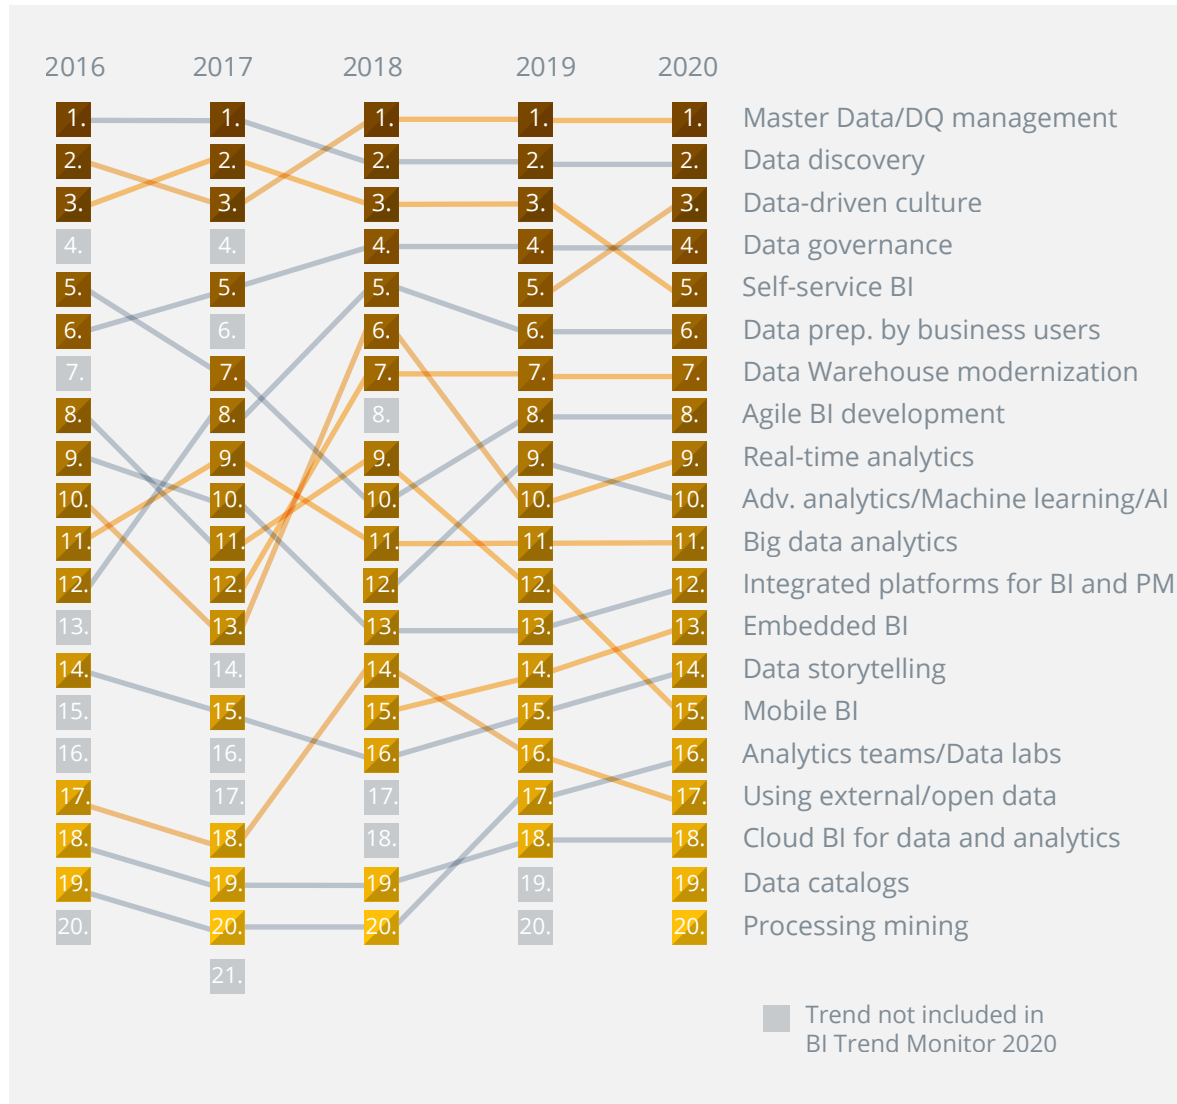 2016 2017 2018 2019 2020
1. 1. 1. 1. 1. Master Data/DQ management
2. 2. 2. 2. 2. Data discovery
3. 3. 3. 3. 3. Data-driven culture
4. 4. 4. 4. 4. Data governance
5. 5. 5. 5. 5. Self-service BI
6. 6. 6. 6. 6. Data prep. by business users
7. 7. 7. 7. 7. Data Warehouse modernization
8. 8. 8. 8. 8. Agile BI development
9. 9. 9. 9. 9. Real-time analytics
10. 10. 10. 10. 10. Adv. analytics/Machine learning/AI
11. 11. 11. 11. 11. Big data analytics
12. 12. 12. 12. 12. Integrated platforms for BI and PM
13. 13. 13. 13. 13. Embedded BI
14. 14. 14. 14. 14. Data storytelling
15. 15. 15. 15. 15. Mobile BI
16. 16. 16. 16. 16. Analytics teams/Data labs
17. 17. 17. 17. 17. Using external/open data
18. 18. 18. 18. 18. Cloud BI for data and analytics
19. 19. 19. 19. 19. Data catalogs
20. 20. 20. 20. 20. Processing mining
21.
Trend not included in
BI Trend Monitor 2020